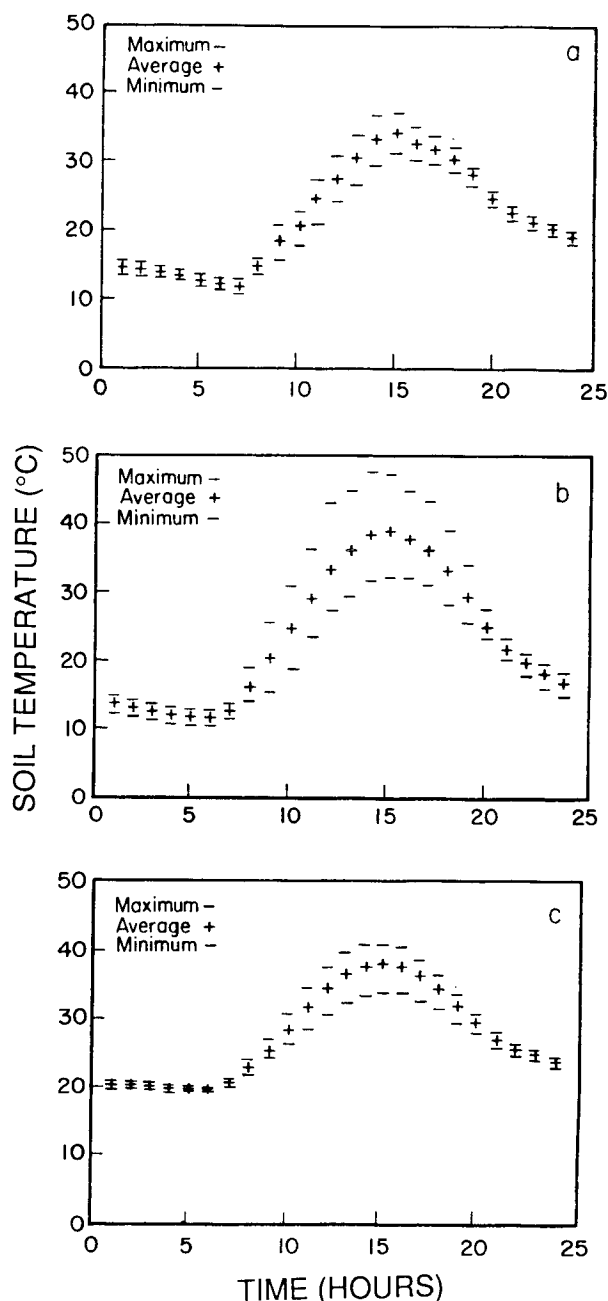 50
40
30
20
10
0
Maximum –
Average +
Minimum –
a
0 5 10 15 20 25
50
40
30
20
10
0
Maximum –
Average +
Minimum –
b
0 5 10 15 20 25
50
40
30
20
10
0
Maximum –
Average +
Minimum –
c
0 5 10 15 20 25
SOIL TEMPERATURE (°C)
TIME (HOURS)